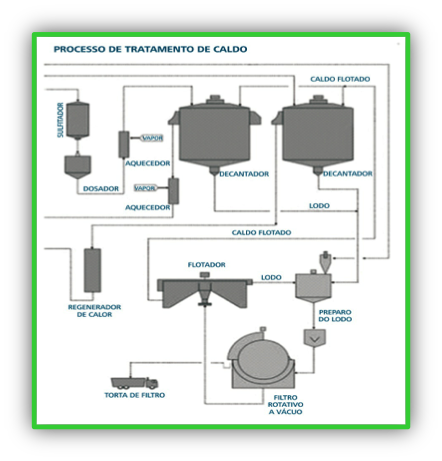 PROCESSO DE TRATAMENTO DE CALDO
CALDO FLOTADO
SULFITADOR
VAPOR
AQUECEDOR
DECANTADOR
DECANTADOR
DOSADOR
VAPOR
AQUECEDOR
LODO
CALDO FLOTADO
FLOTADOR
LODO
REGENERADOR
DE CALOR
PREPARO
DO LODO
TORTA DE FILTRO
FILTRO
ROTATIVO
A VÁCUO